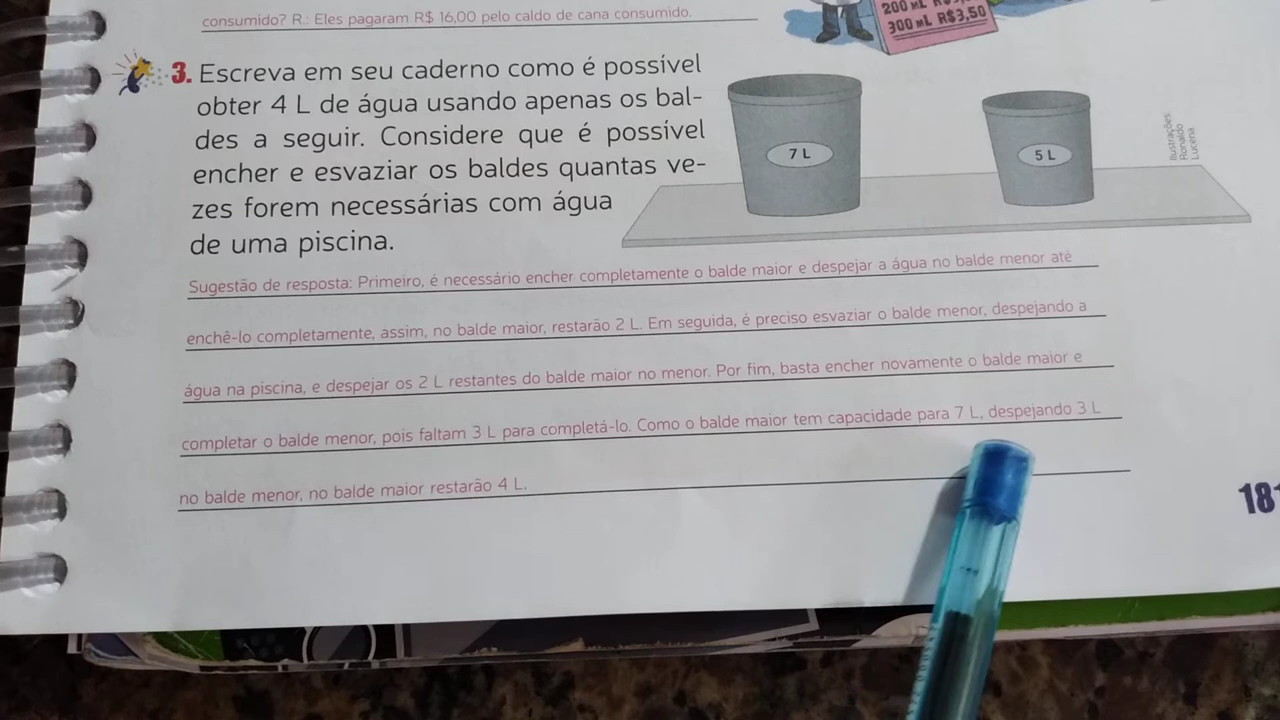 consumido? R.: Eles pagaram R$ 16,00 pelo caldo de cana consumido.
200 mL
300 mL R$3,50
3. Escreva em seu caderno como é possível
obter 4 L de água usando apenas os bal-
des a seguir. Considere que é possível
encher e esvaziar os baldes quantas ve-
zes forem necessárias com água
de uma piscina.
7 L
5 L
Ilustrações
Ronaldo
Lucena
Sugestão de resposta: Primeiro, é necessário encher completamente o balde maior e despejar a água no balde menor até
enchê-lo completamente, assim, no balde maior, restarão 2 L. Em seguida, é preciso esvaziar o balde menor, despejando a
água na piscina, e despejar os 2 L restantes do balde maior no menor. Por fim, basta encher novamente o balde maior e
completar o balde menor, pois faltam 3 L para completá-lo. Como o balde maior tem capacidade para 7 L, despejando 3 L
no balde menor, no balde maior restarão 4 L.